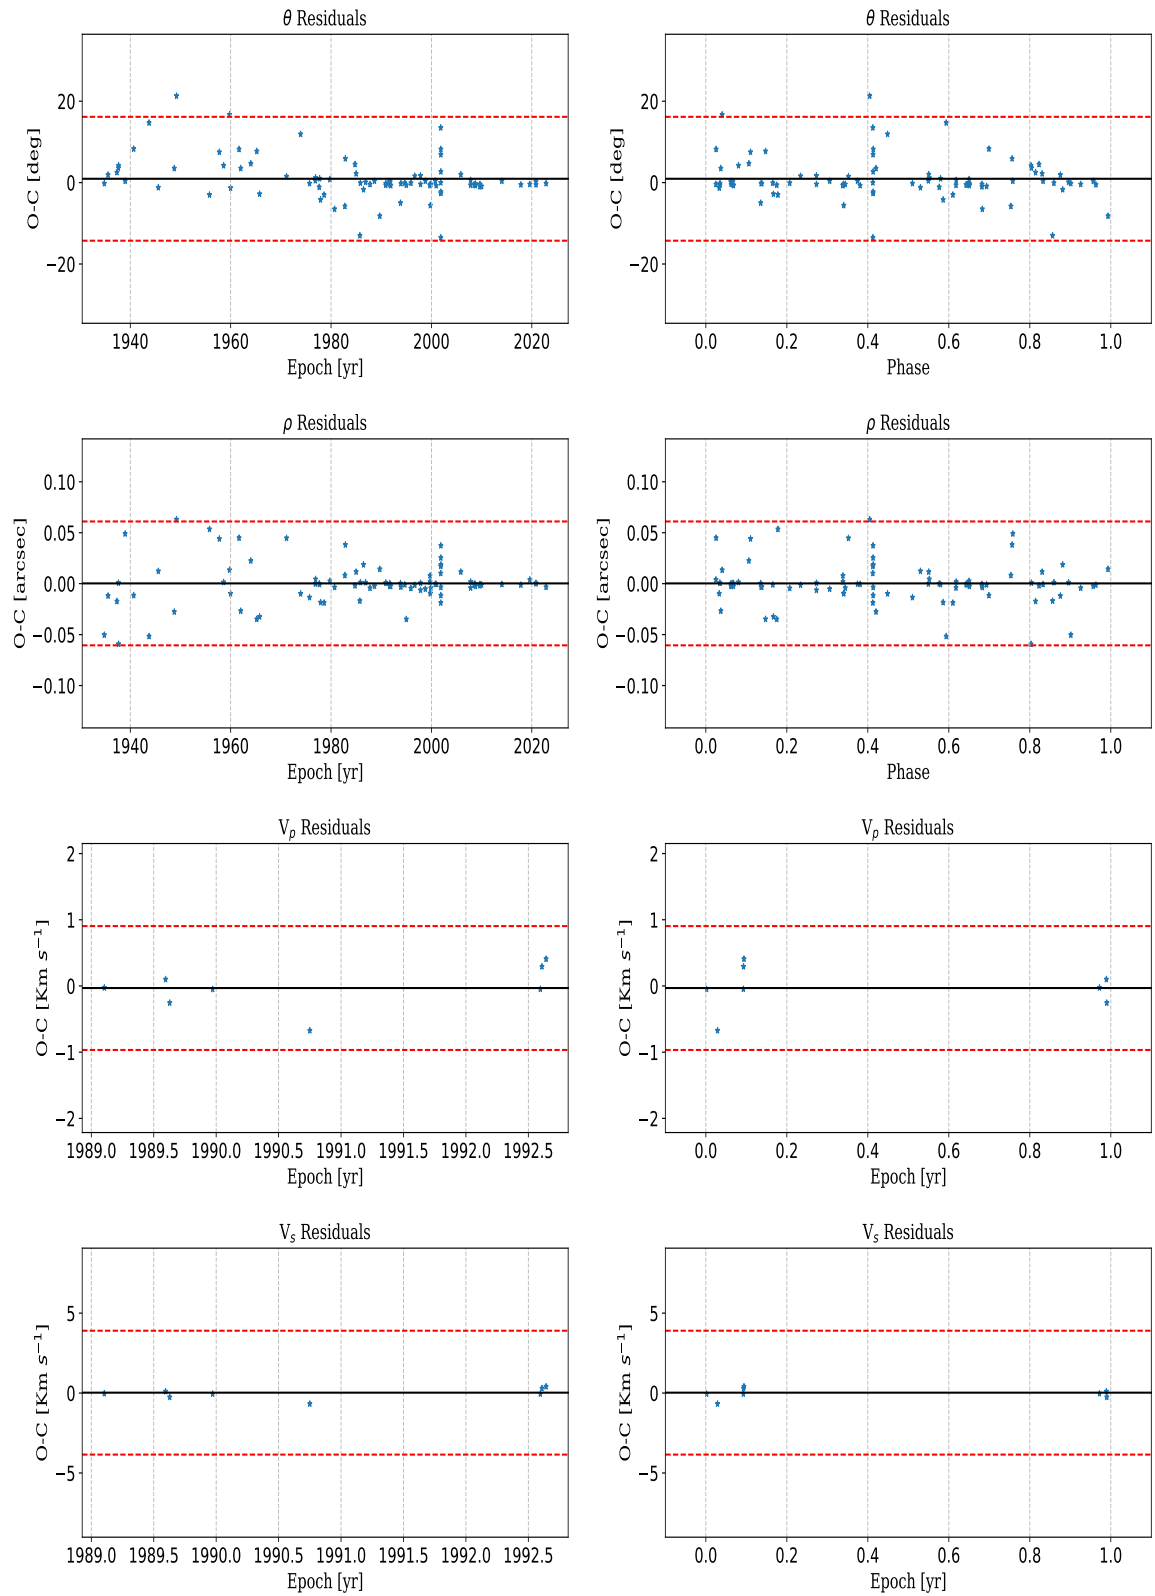 θ Residuals
θ Residuals
O-C [deg]
20
0
−20
1940 1960 1980 2000 2020
Epoch [yr]
O-C [deg]
20
0
−20
0.0 0.2 0.4 0.6 0.8 1.0
Phase
ρ Residuals
ρ Residuals
O-C [arcsec]
0.10
0.05
0.00
−0.05
−0.10
1940 1960 1980 2000 2020
Epoch [yr]
O-C [arcsec]
0.10
0.05
0.00
−0.05
−0.10
0.0 0.2 0.4 0.6 0.8 1.0
Phase
Vp Residuals
Vp Residuals
O-C [Km s⁻¹]
2
1
0
−1
−2
1989.0 1989.5 1990.0 1990.5 1991.0 1991.5 1992.0 1992.5
Epoch [yr]
O-C [Km s⁻¹]
2
1
0
−1
−2
0.0 0.2 0.4 0.6 0.8 1.0
Epoch [yr]
Vs Residuals
Vs Residuals
O-C [Km s⁻¹]
5
0
−5
1989.0 1989.5 1990.0 1990.5 1991.0 1991.5 1992.0 1992.5
Epoch [yr]
O-C [Km s⁻¹]
5
0
−5
0.0 0.2 0.4 0.6 0.8 1.0
Epoch [yr]